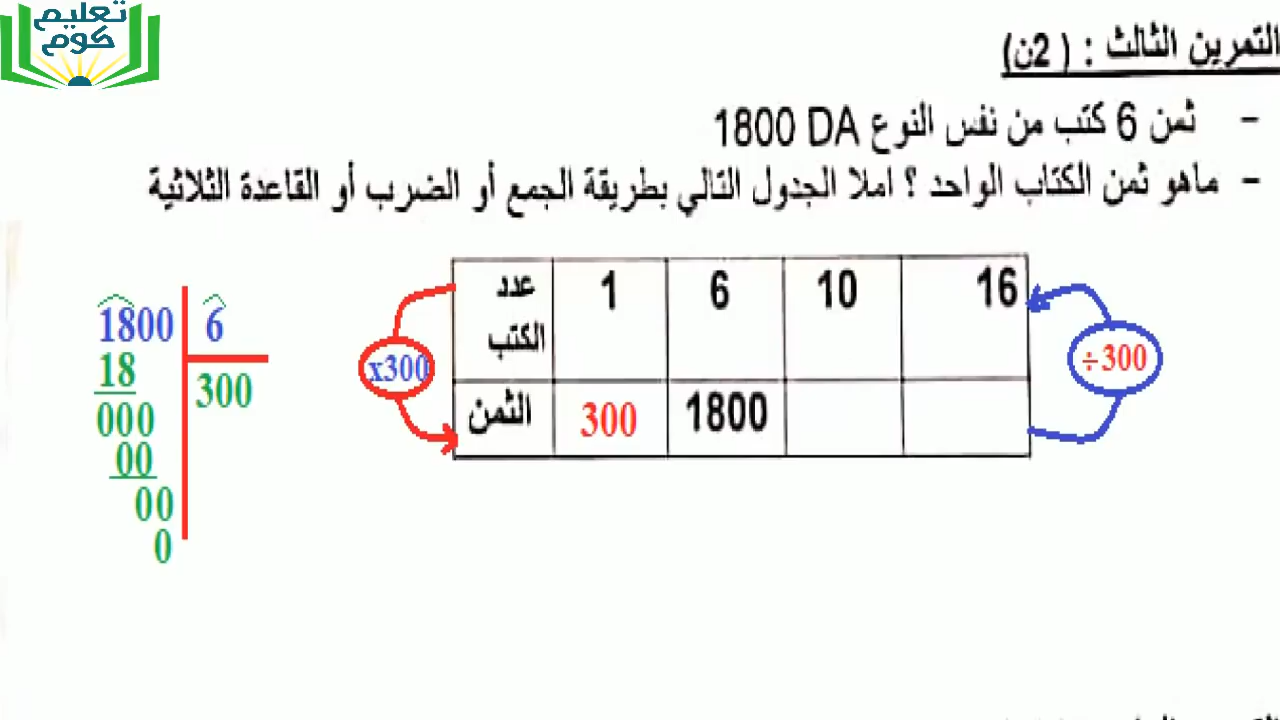 تعليم
كوم
التمرين الثالث : ( 2ن)
- ثمن 6 كتب من نفس النوع 1800 DA
- ماهو ثمن الكتاب الواحد ؟ املا الجدول التالي بطريقة الجمع أو الضرب أو القاعدة الثلاثية
عدد الكتب 1 6 10 16
الثمن 300 1800
x300
÷300
1800 6
18 300
000
00
00
0